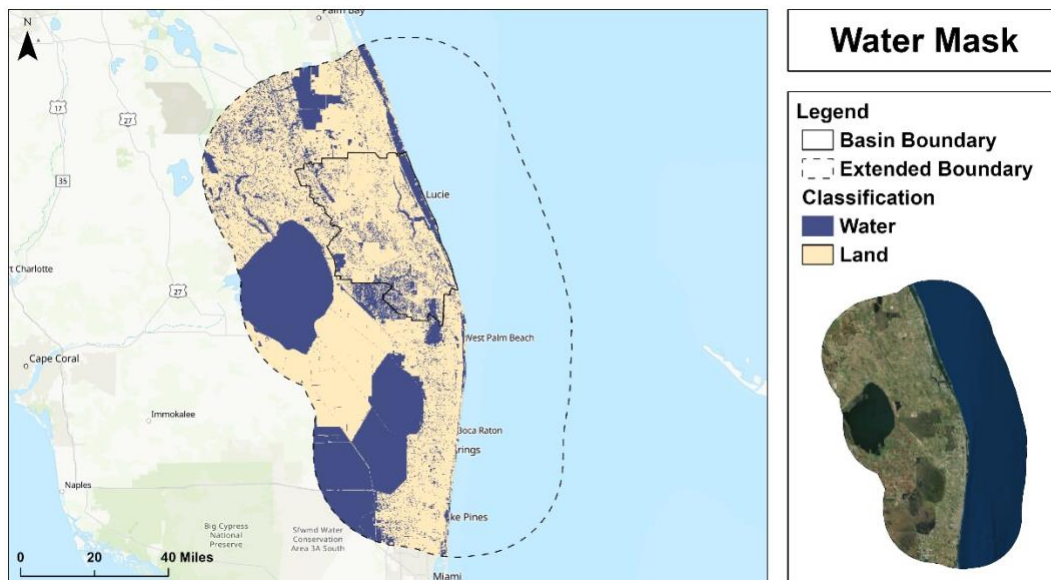 N
Palm Bay
17
27
35
Lucie
rt Charlotte
27
West Palm Beach
Cape Coral
Immokalee
Boca Raton
rings
Naples
ke Pines
Big Cypress
National
Preserve
Sfwmd Water
Conservation
Area 3A South
0 20 40 Miles
Miami
Water Mask
Legend
Basin Boundary
Extended Boundary
Classification
Water
Land